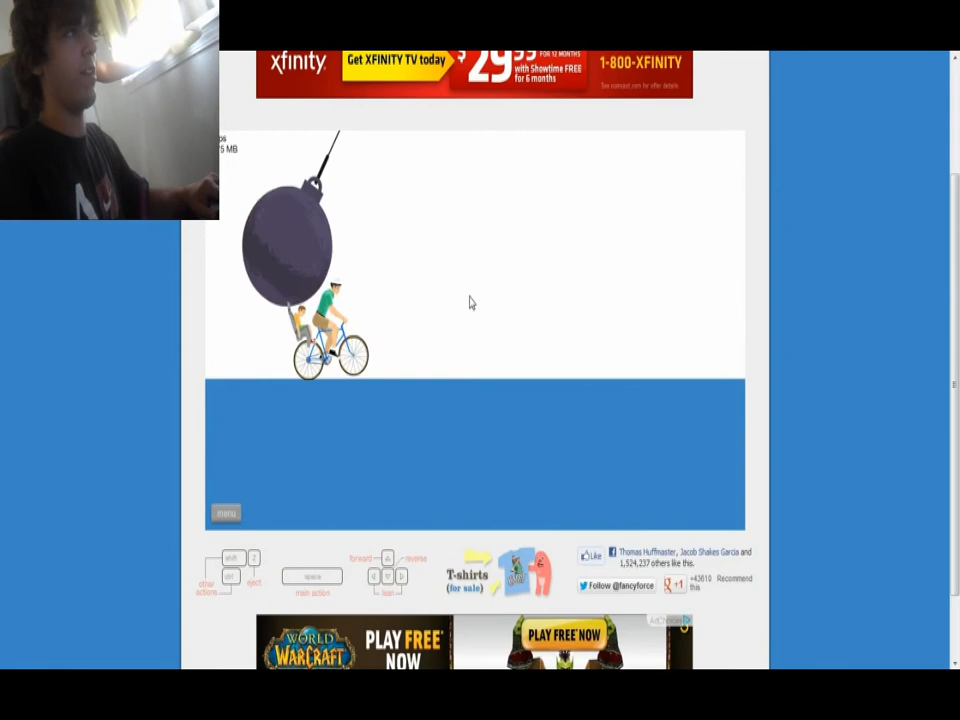 xfinity.
Get XFINITY TV today
$29
FOR 12 MONTHS
with Showtime FREE
for 6 months
1-800-XFINITY
MB
menu
shift
Z
ctrl
eject
other
actions
space
main action
forward
reverse
lean
T-shirts
(for sale)
Like
Thomas Huffmaster, Jacob Shakes Garcia and
1,524,237 others like this.
Follow @fancyforce
+1
+43610 Recommend
this
AdChoices
WORLD
OF
WARCRAFT
PLAY FREE*
NOW
PLAY FREE NOW